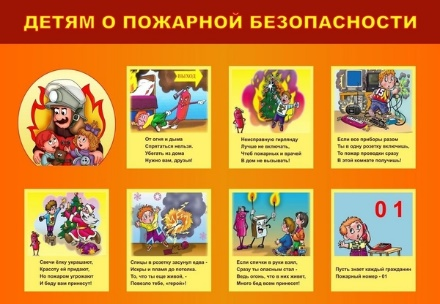 ДЕТЯМ О ПОЖАРНОЙ БЕЗОПАСНОСТИ
ВЫХОД
От огня и дыма
Спрятаться нельзя.
Убегать из дома
Нужно вам, друзья!
Неисправную гирлянду
Лучше не включать,
Чтоб пожарных и врачей
В дом не вызывать!
Если все приборы разом
Ты в одну розетку включишь,
То пожар проводки сразу
В этой комнате получишь!
Свечи ёлку украшают,
Красоту ей придают,
Но пожаром угрожают
И беду вам принесут!
Спицы в розетку засунул едва -
Искры и пламя до потолка.
То, что ты еще живой, -
Повезло тебе, «герой»!
Если спички в руки взял,
Сразу ты опасным стал -
Ведь огонь, что в них живет,
Много бед всем принесет!
0 1
Пусть знает каждый гражданин
Пожарный номер - 01